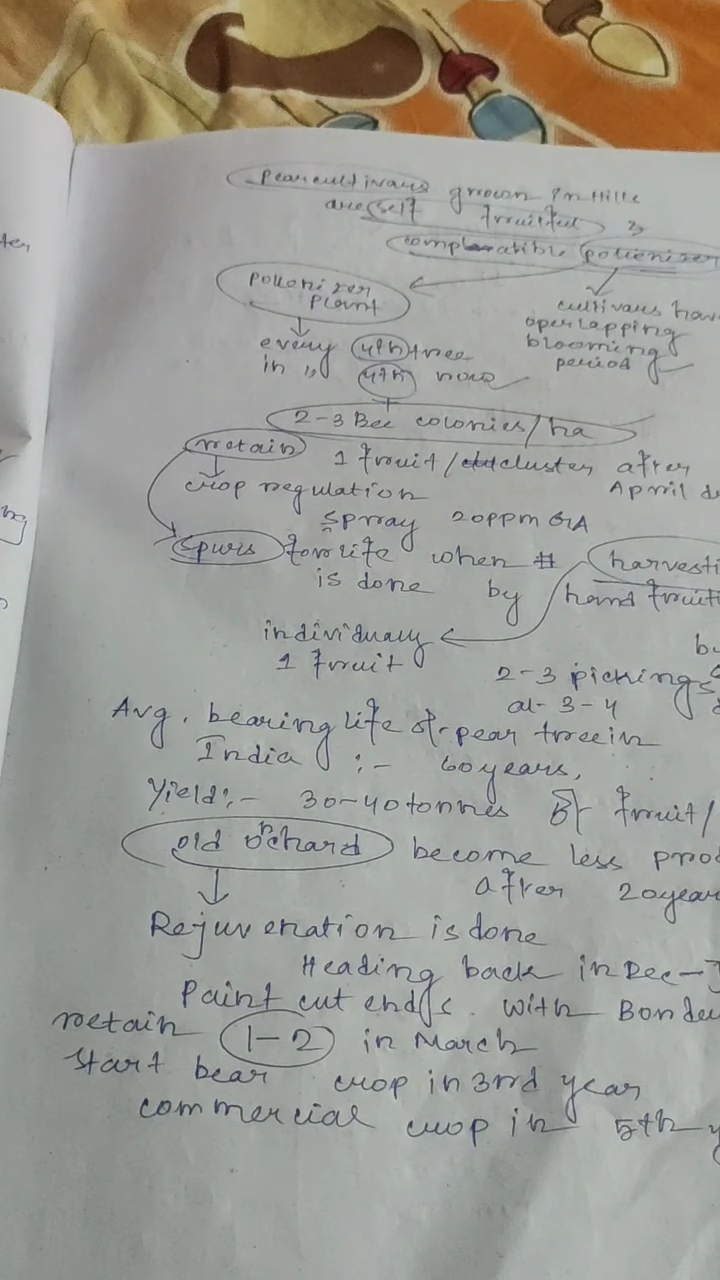 Pear cultivars grown in Hills
are self fruitful &
compatible pollenizer
pollenizer
plant
cultivars hav
operlapping
blooming
period
every 4th tree
in ,, 4th row
+
2-3 Bee colonies/ha
retain 1 fruit/cluster after
April d
crop regulation
spray 20ppm GA
spurs for life when harvesti
is done by hand fruit
individually
1 fruit
b
2-3 pickings
at 3-4
Avg. bearing life of pear tree in
India :- 60 years,
Yield:- 30-40 tonnes of fruit/
old orchard become less prod
after 20 year
Rejuvenation is done
Heading back in Dec-J
Paint cut ends with Bordeu
retain 1-2 in March
start bear crop in 3rd year
commercial crop in 5th y